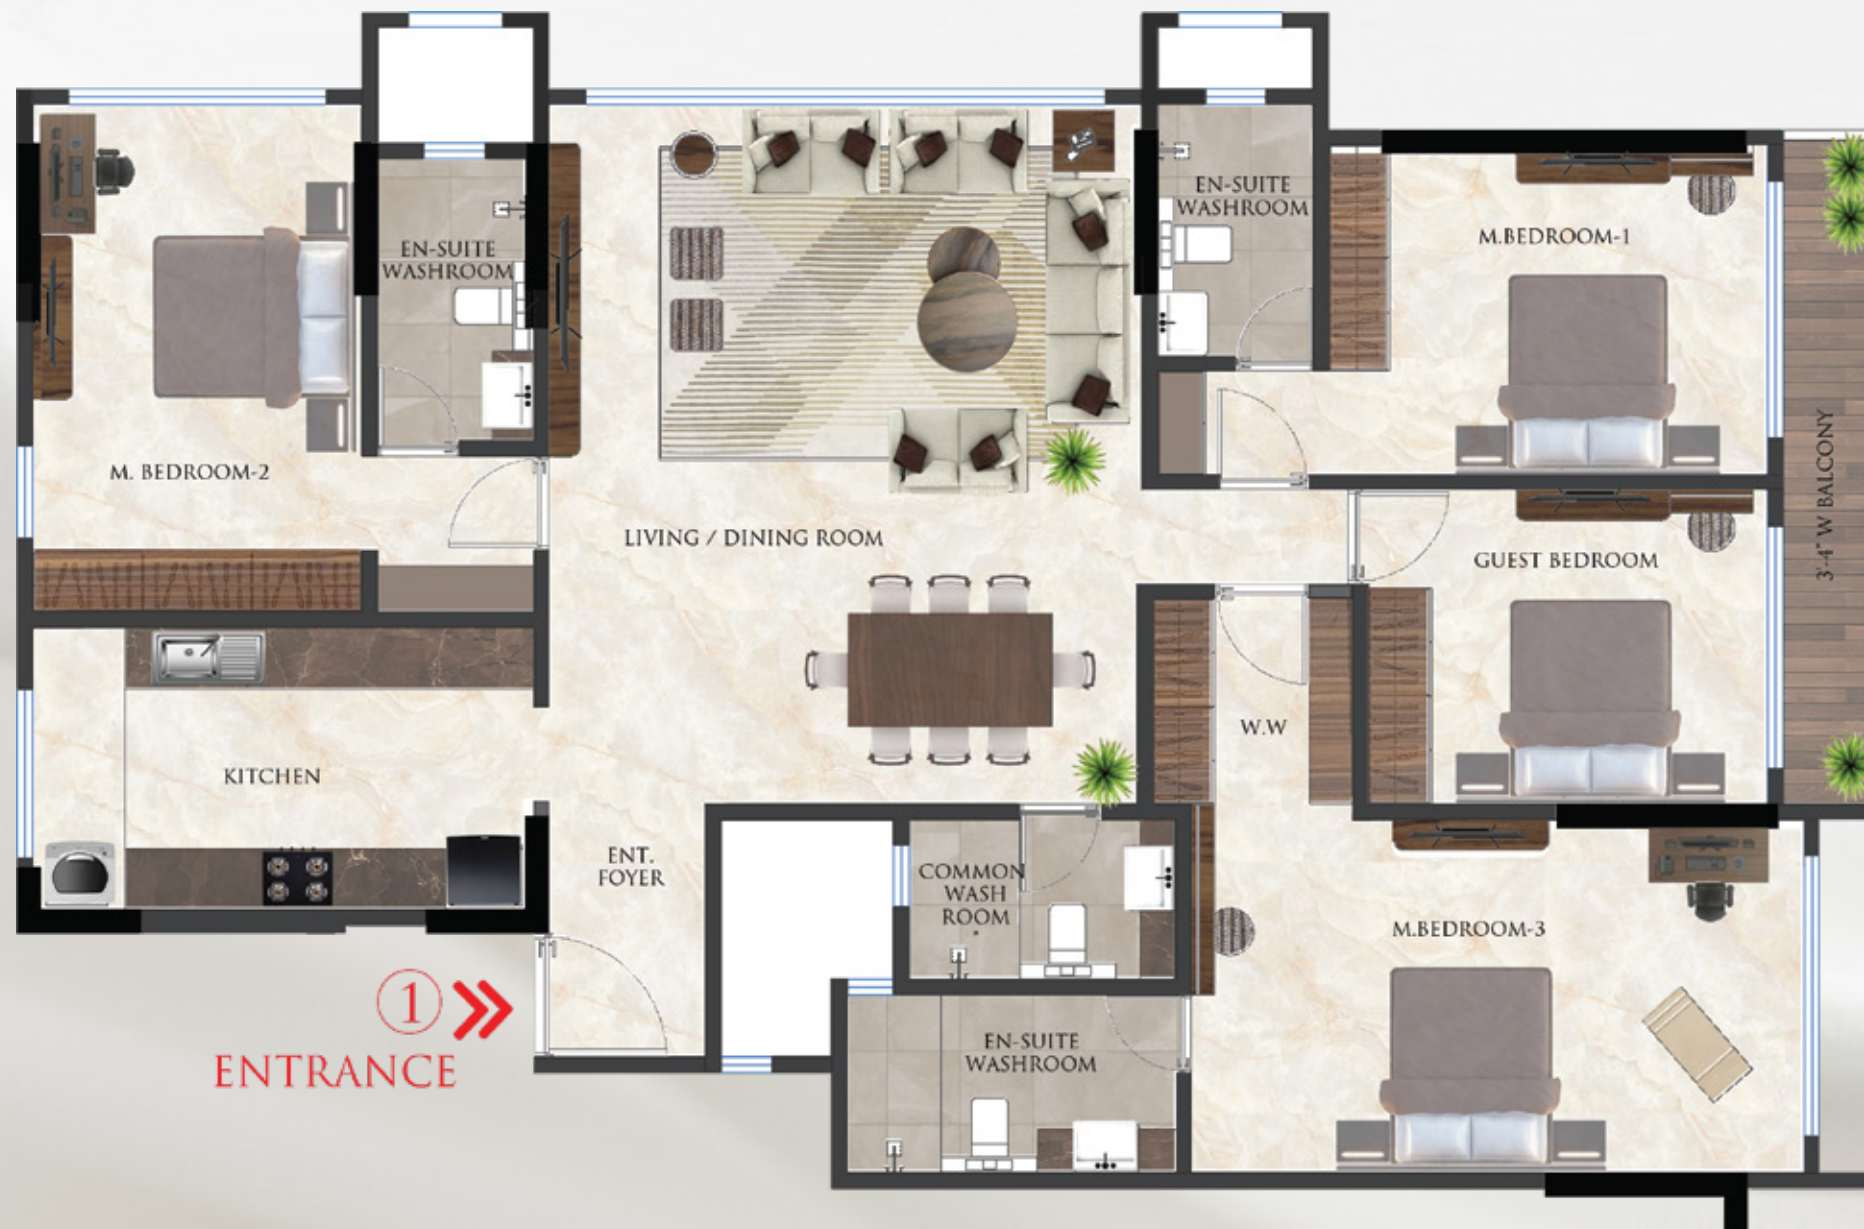 EN-SUITE
WASHROOM
M.BEDROOM-1
EN-SUITE
WASHROOM
M. BEDROOM-2
3'-4" W BALCONY
LIVING / DINING ROOM
GUEST BEDROOM
W.W
KITCHEN
ENT.
FOYER
COMMON
WASH
ROOM
M.BEDROOM-3
1
ENTRANCE
EN-SUITE
WASHROOM